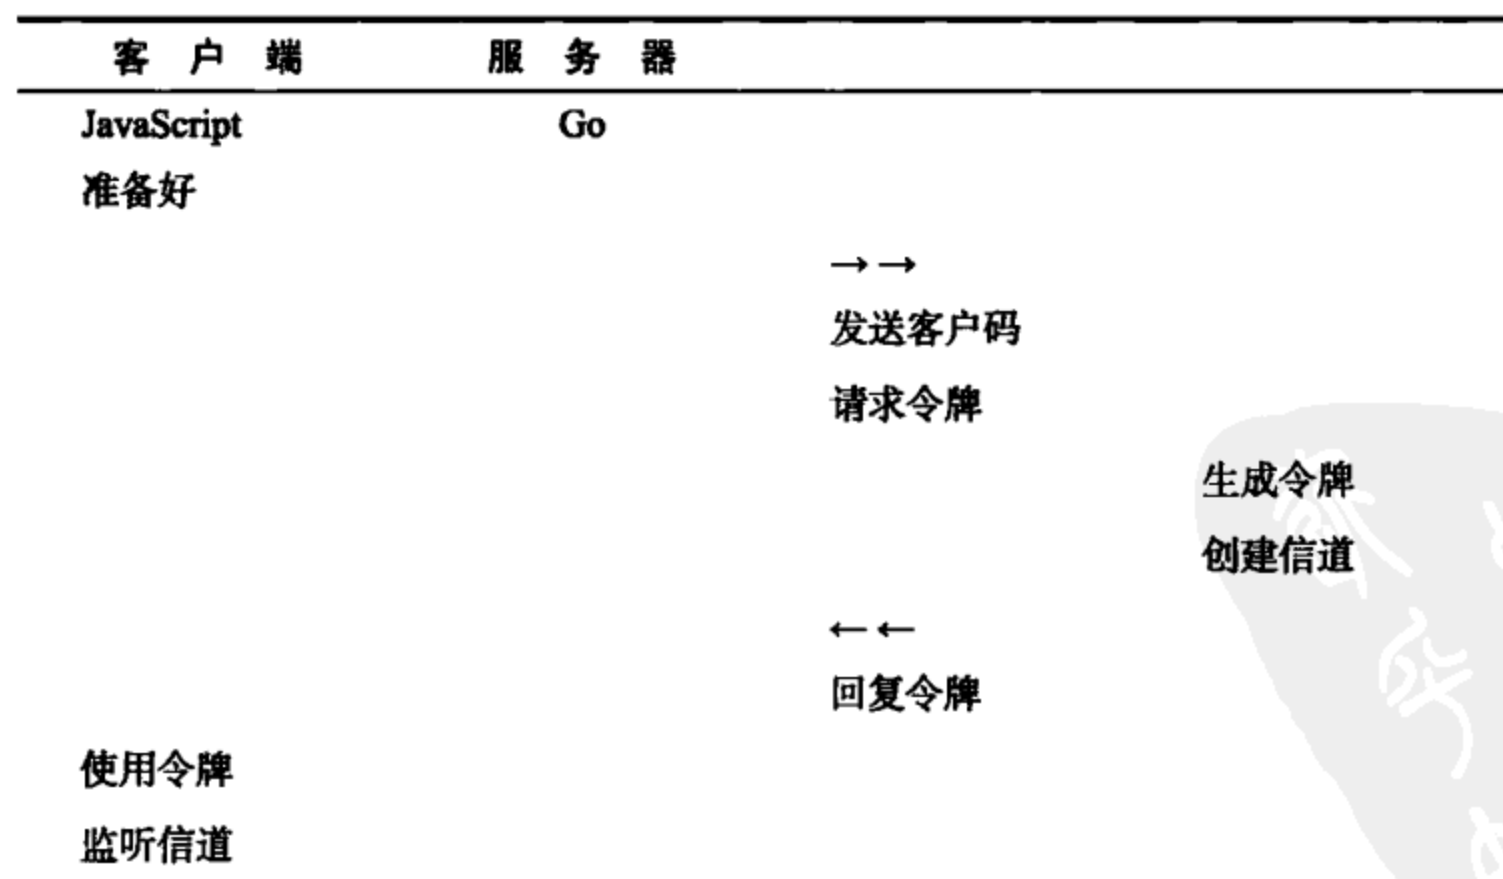 客 户 端 服 务 器
JavaScript Go
准备好
→ →
发送客户码
请求令牌
生成令牌
创建信道
← ←
回复令牌
使用令牌
监听信道